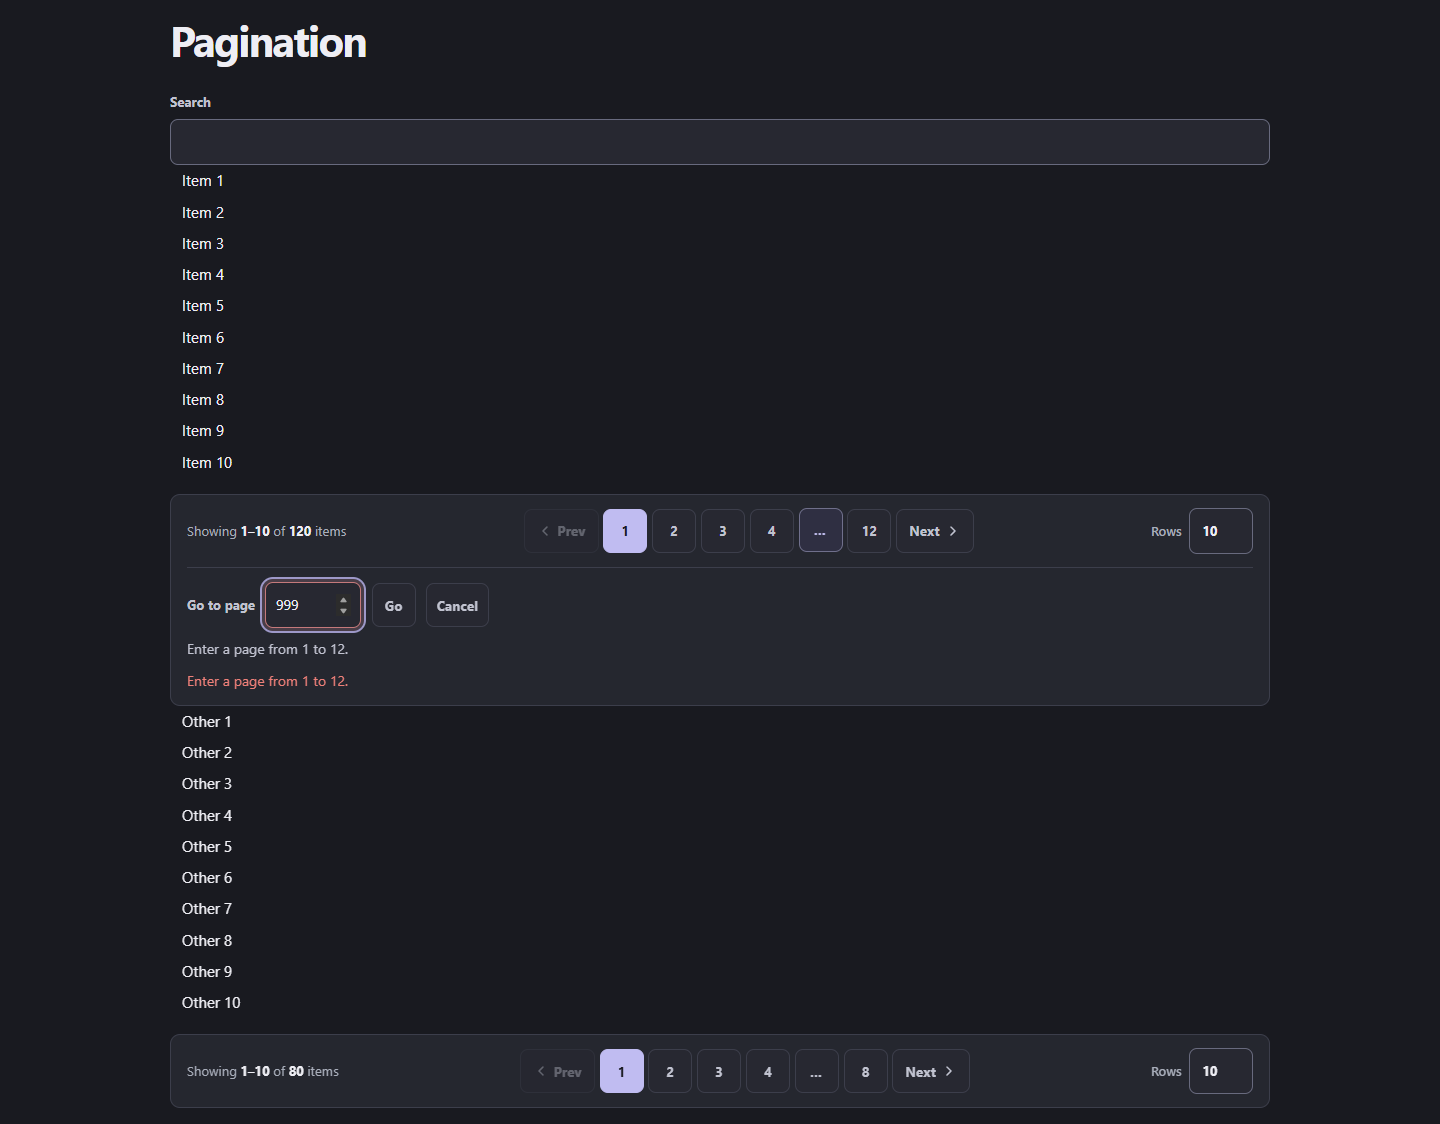 Pagination
Search
Item 1
Item 2
Item 3
Item 4
Item 5
Item 6
Item 7
Item 8
Item 9
Item 10
Showing 1–10 of 120 items Prev 1 2 3 4 ... 12 Next Rows 10
Go to page 999 Go Cancel
Enter a page from 1 to 12.
Enter a page from 1 to 12.
Other 1
Other 2
Other 3
Other 4
Other 5
Other 6
Other 7
Other 8
Other 9
Other 10
Showing 1–10 of 80 items Prev 1 2 3 4 ... 8 Next Rows 10